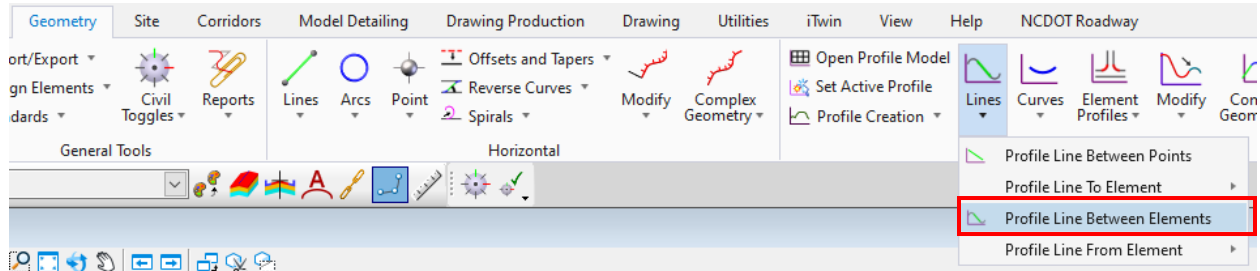 Geometry Site Corridors Model Detailing Drawing Production Drawing Utilities iTwin View Help NCDOT Roadway
ort/Export Offsets and Tapers Open Profile Model
gn Elements Reverse Curves Set Active Profile
dards Civil Toggles Reports Lines Arcs Point Spirals Modify Complex Geometry Profile Creation Lines Curves Element Profiles Modify Con Geom
General Tools Horizontal
Profile Line Between Points
Profile Line To Element
Profile Line Between Elements
Profile Line From Element